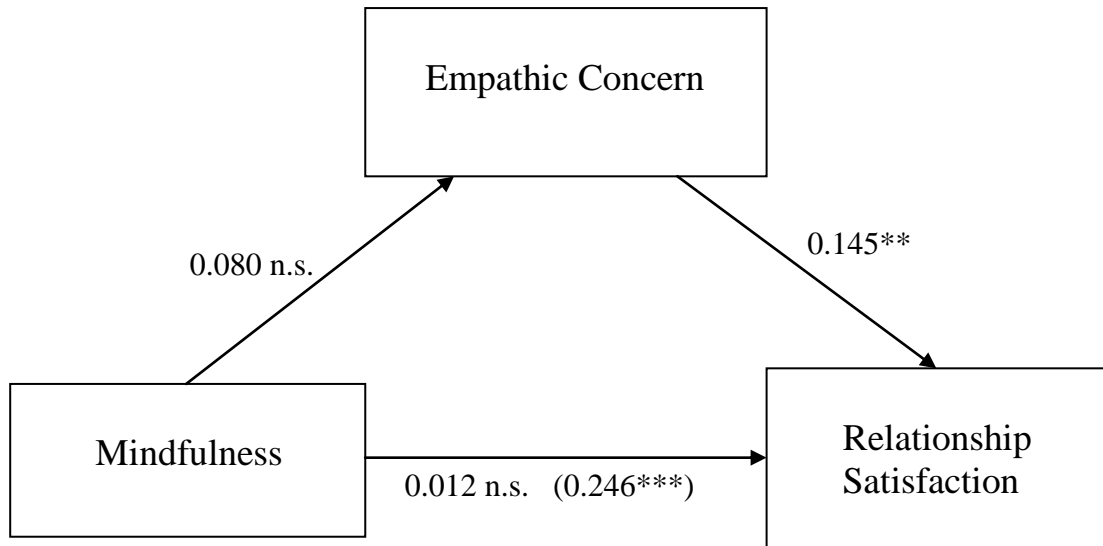 Empathic Concern
0.080 n.s.
0.145**
Mindfulness
0.012 n.s. (0.246***)
Relationship
Satisfaction